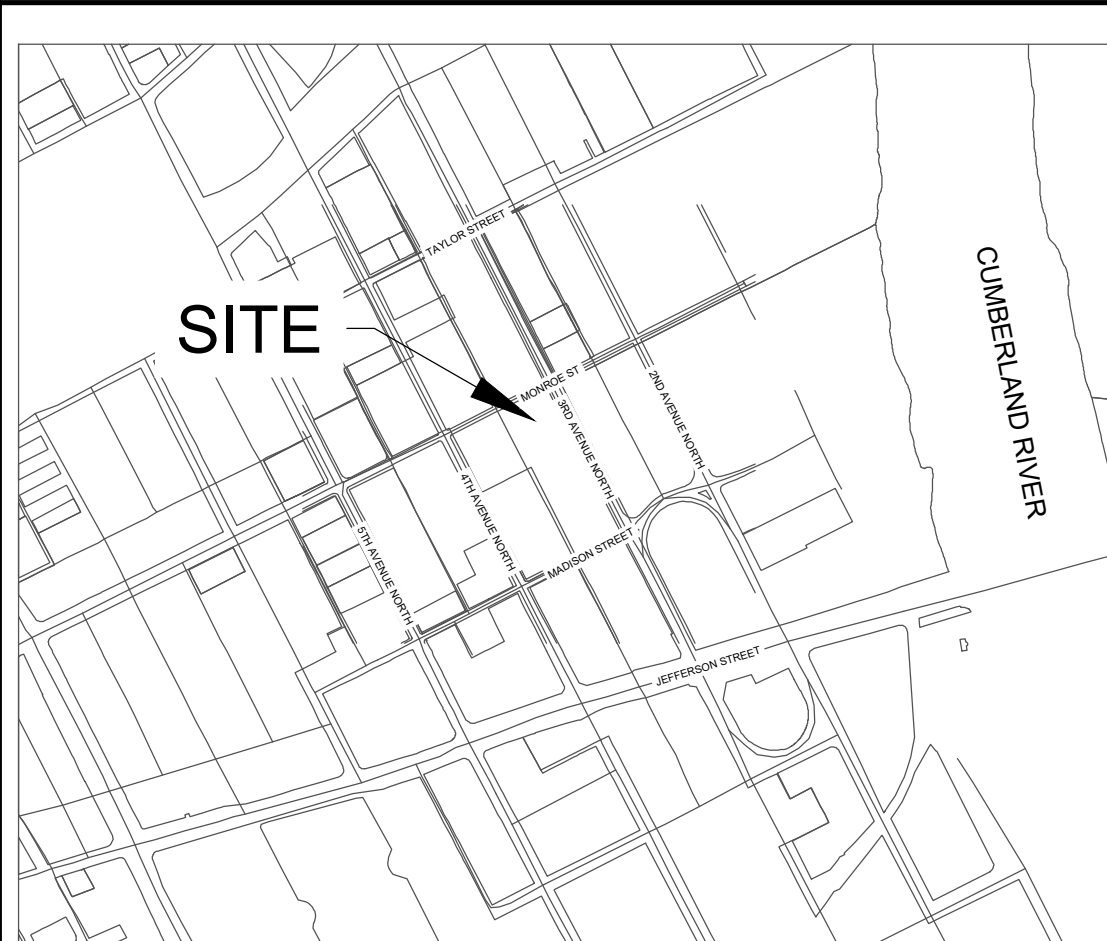 TAYLOR STREET
SITE
CUMBERLAND RIVER
MONROE ST
2ND AVENUE NORTH
3RD AVENUE NORTH
4TH AVENUE NORTH
5TH AVENUE NORTH
MADISON STREET
JEFFERSON STREET